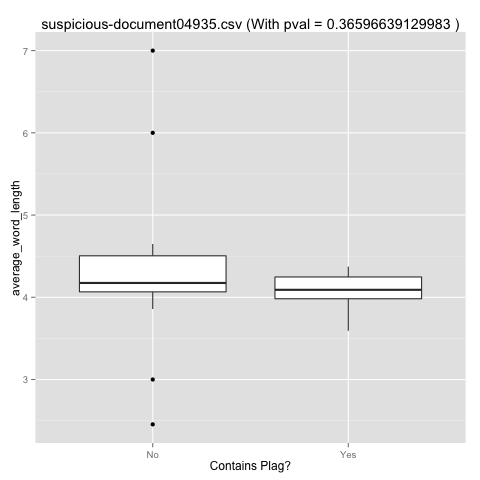 suspicious-document04935.csv (With pval = 0.36596639129983 )
7
6
5
4
3
average_word_length
No
Yes
Contains Plag?